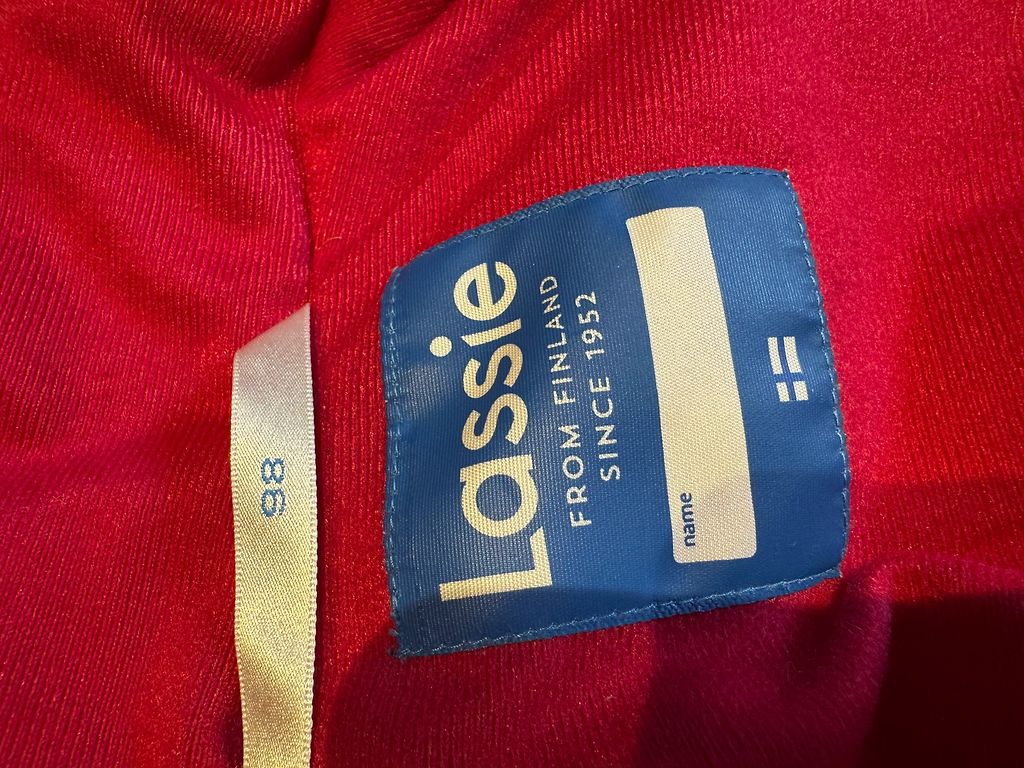 Lassie
FROM FINLAND
SINCE 1952
name
98